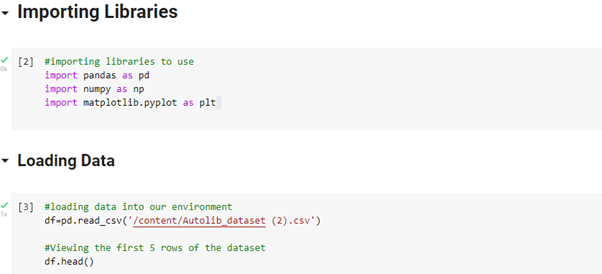 Importing Libraries
[2] #importing libraries to use
0s
import pandas as pd
import numpy as np
import matplotlib.pyplot as plt
Loading Data
[3] #loading data into our environment
1s
df=pd.read_csv('/content/Autolib_dataset (2).csv')
#Viewing the first 5 rows of the dataset
df.head()